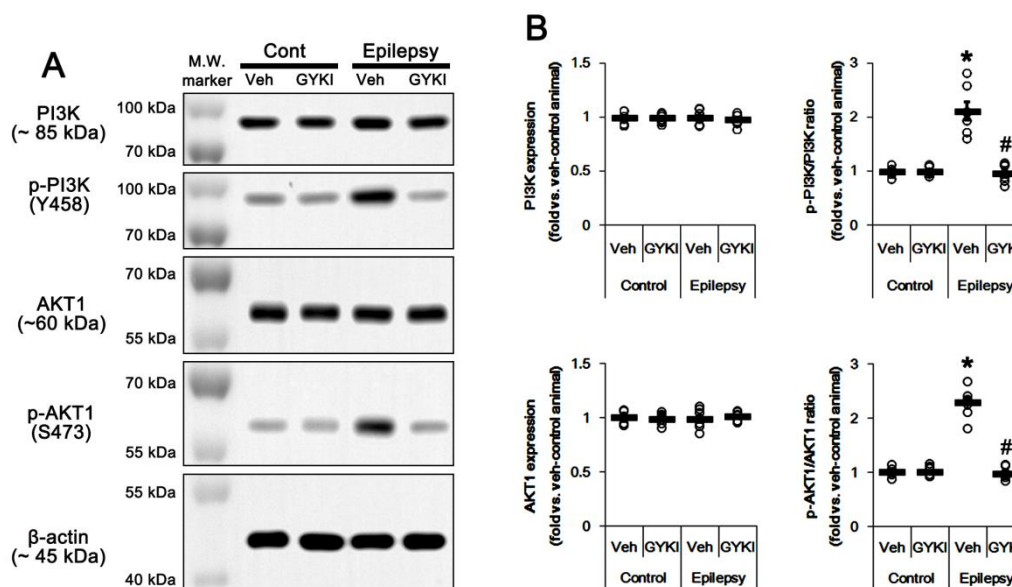 A
M.W.
marker
Cont
Epilepsy
Veh
GYKI
Veh
GYKI
PI3K
(~ 85 kDa)
100 kDa
70 kDa
p-PI3K
(Y458)
100 kDa
70 kDa
AKT1
(~60 kDa)
70 kDa
55 kDa
p-AKT1
(S473)
70 kDa
55 kDa
β-actin
(~ 45 kDa)
55 kDa
40 kDa
B
PI3K expression
(fold vs. veh-control animal)
1.5
1
0.5
0
Veh
GYKI
Veh
GYKI
Control
Epilepsy
p-PI3K/PI3K ratio
(fold vs. veh-control animal)
3
2
1
0
*
#
Veh
GYKI
Veh
GYK
Control
Epilepsy
AKT1 expression
(fold vs. veh-control animal)
1.5
1
0.5
0
Veh
GYKI
Veh
GYKI
Control
Epilepsy
p-AKT1/AKT1 ratio
(fold vs. veh-control animal)
3
2
1
0
*
#
Veh
GYKI
Veh
GYK
Control
Epilepsy